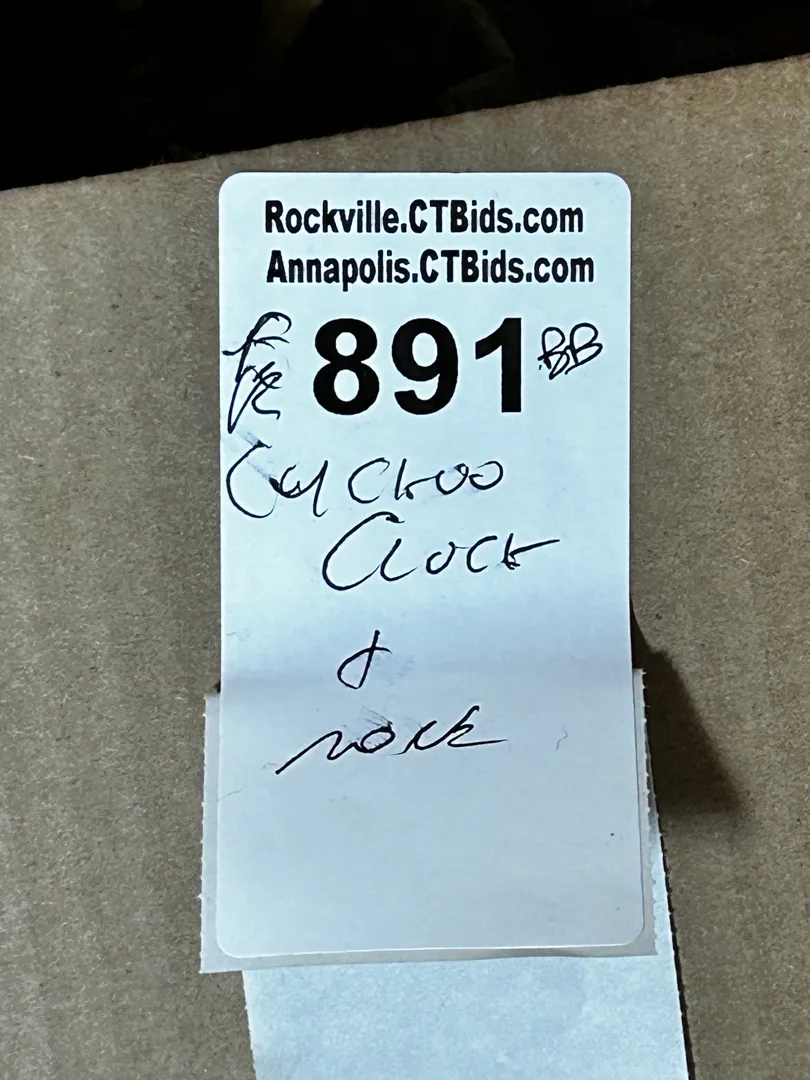 Rockville.CTBids.com
Annapolis.CTBids.com
891 BB
Cuckoo
Clock
&
more